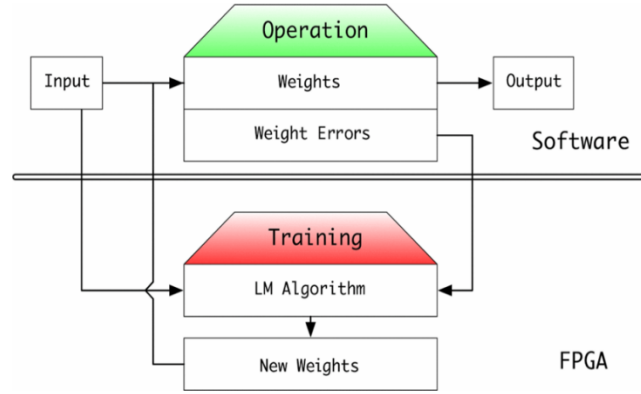 Operation
Input
Weights
Output
Weight Errors
Software
Training
LM Algorithm
New Weights
FPGA